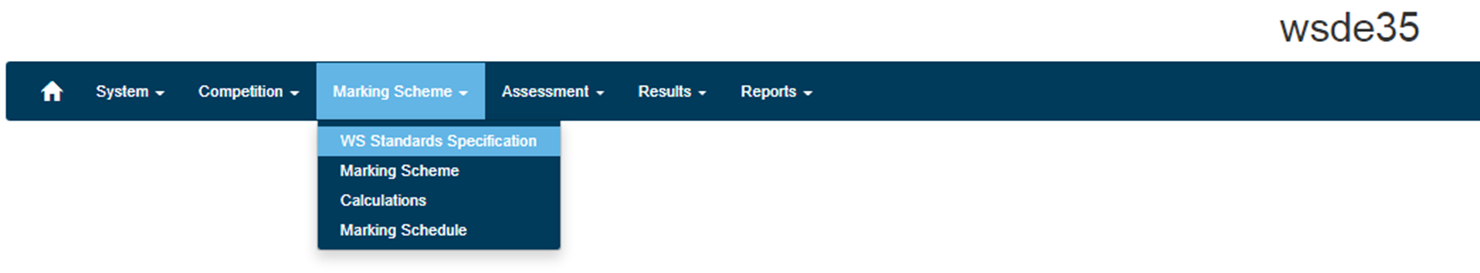 wsde35
System Competition Marking Scheme Assessment Results Reports
WS Standards Specification
Marking Scheme
Calculations
Marking Schedule